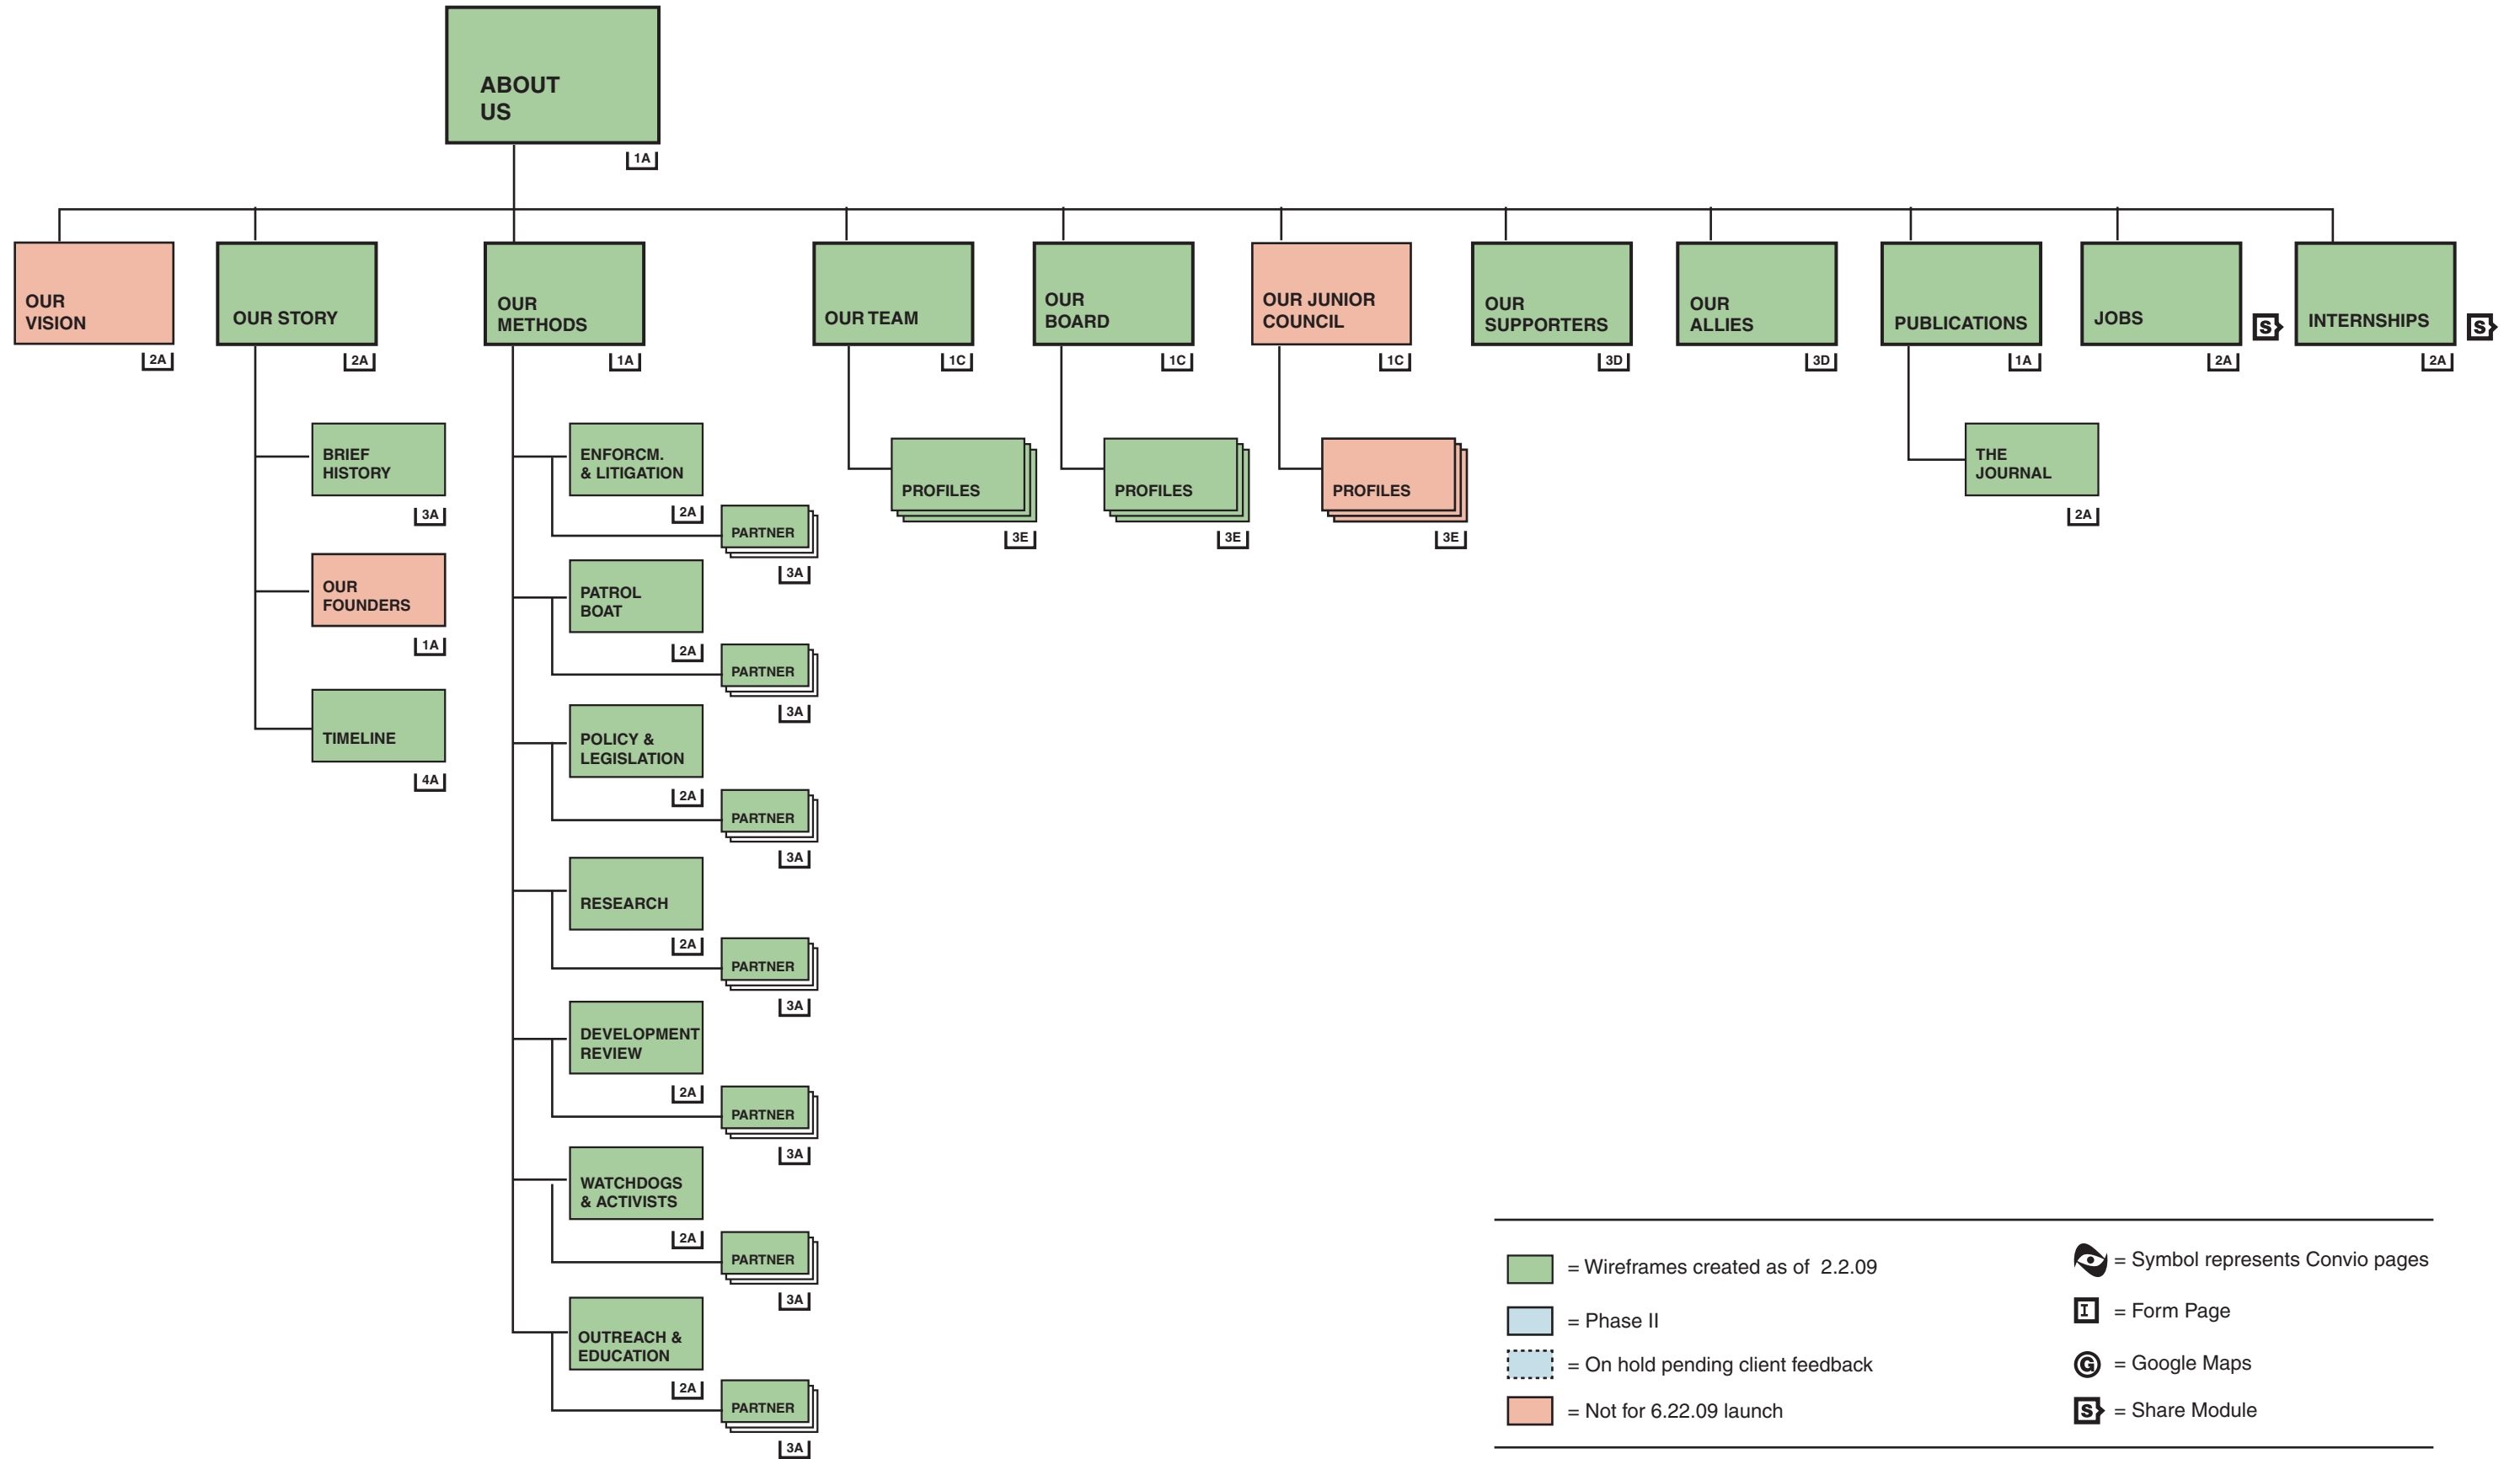 ABOUT
US
1A
OUR
VISION
2A
OUR STORY
2A
OUR
METHODS
1A
OUR TEAM
1C
OUR
BOARD
1C
OUR JUNIOR
COUNCIL
1C
OUR
SUPPORTERS
3D
OUR
ALLIES
3D
PUBLICATIONS
1A
JOBS
S
2A
INTERNSHIPS
S
2A
BRIEF
HISTORY
3A
OUR
FOUNDERS
1A
TIMELINE
4A
ENFORCM.
& LITIGATION
2A
PARTNER
3A
PATROL
BOAT
2A
PARTNER
3A
POLICY &
LEGISLATION
2A
PARTNER
3A
RESEARCH
2A
PARTNER
3A
DEVELOPMENT
REVIEW
2A
PARTNER
3A
WATCHDOGS
& ACTIVISTS
2A
PARTNER
3A
OUTREACH &
EDUCATION
2A
PARTNER
3A
PROFILES
3E
PROFILES
3E
PROFILES
3E
THE
JOURNAL
2A
= Wireframes created as of 2.2.09
= Phase II
= On hold pending client feedback
= Not for 6.22.09 launch
= Symbol represents Convio pages
I = Form Page
G = Google Maps
S = Share Module